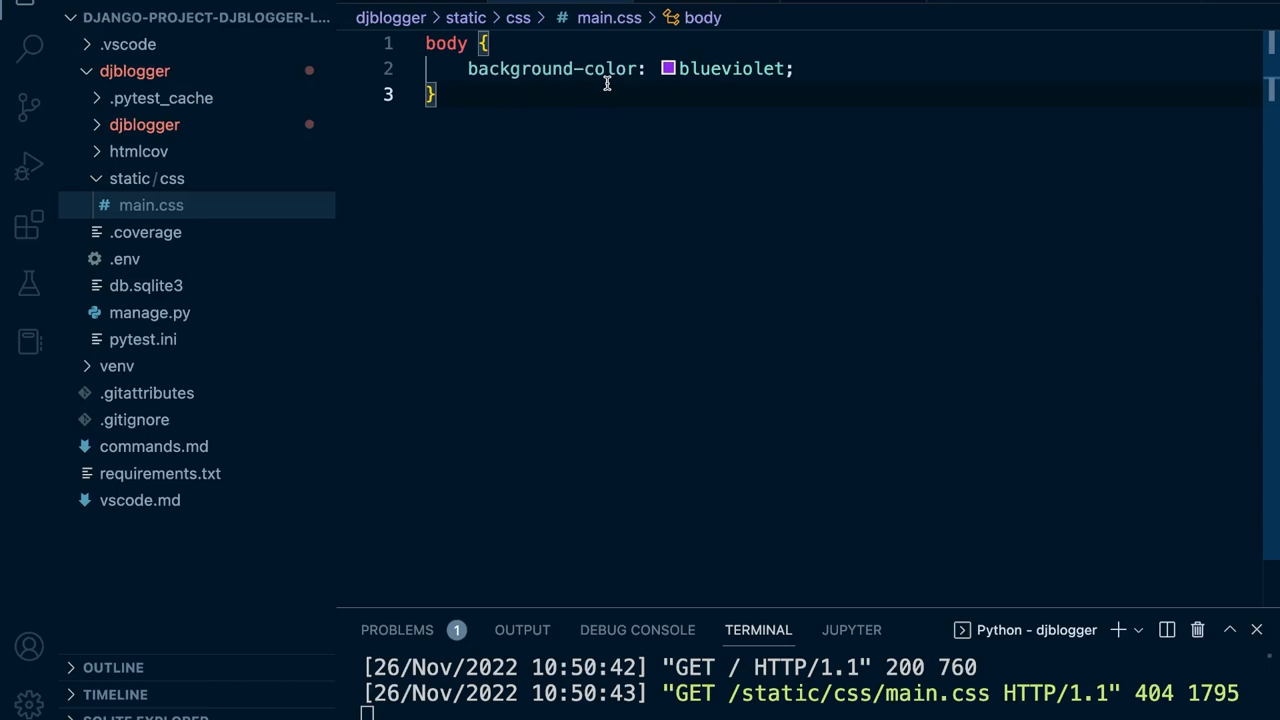 DJANGO-PROJECT-DJBLOGGER-L...
.vscode
djblogger
.pytest_cache
djblogger
htmlcov
static/css
# main.css
.coverage
.env
db.sqlite3
manage.py
pytest.ini
venv
.gitattributes
.gitignore
commands.md
requirements.txt
vscode.md
OUTLINE
TIMELINE
SQLITE EXPLORER
djblogger > static > css > # main.css > body
1 body {
2 background-color: blueviolet;
3 }
PROBLEMS 1 OUTPUT DEBUG CONSOLE TERMINAL JUPYTER Python - djblogger
[26/Nov/2022 10:50:42] "GET / HTTP/1.1" 200 760
[26/Nov/2022 10:50:43] "GET /static/css/main.css HTTP/1.1" 404 1795